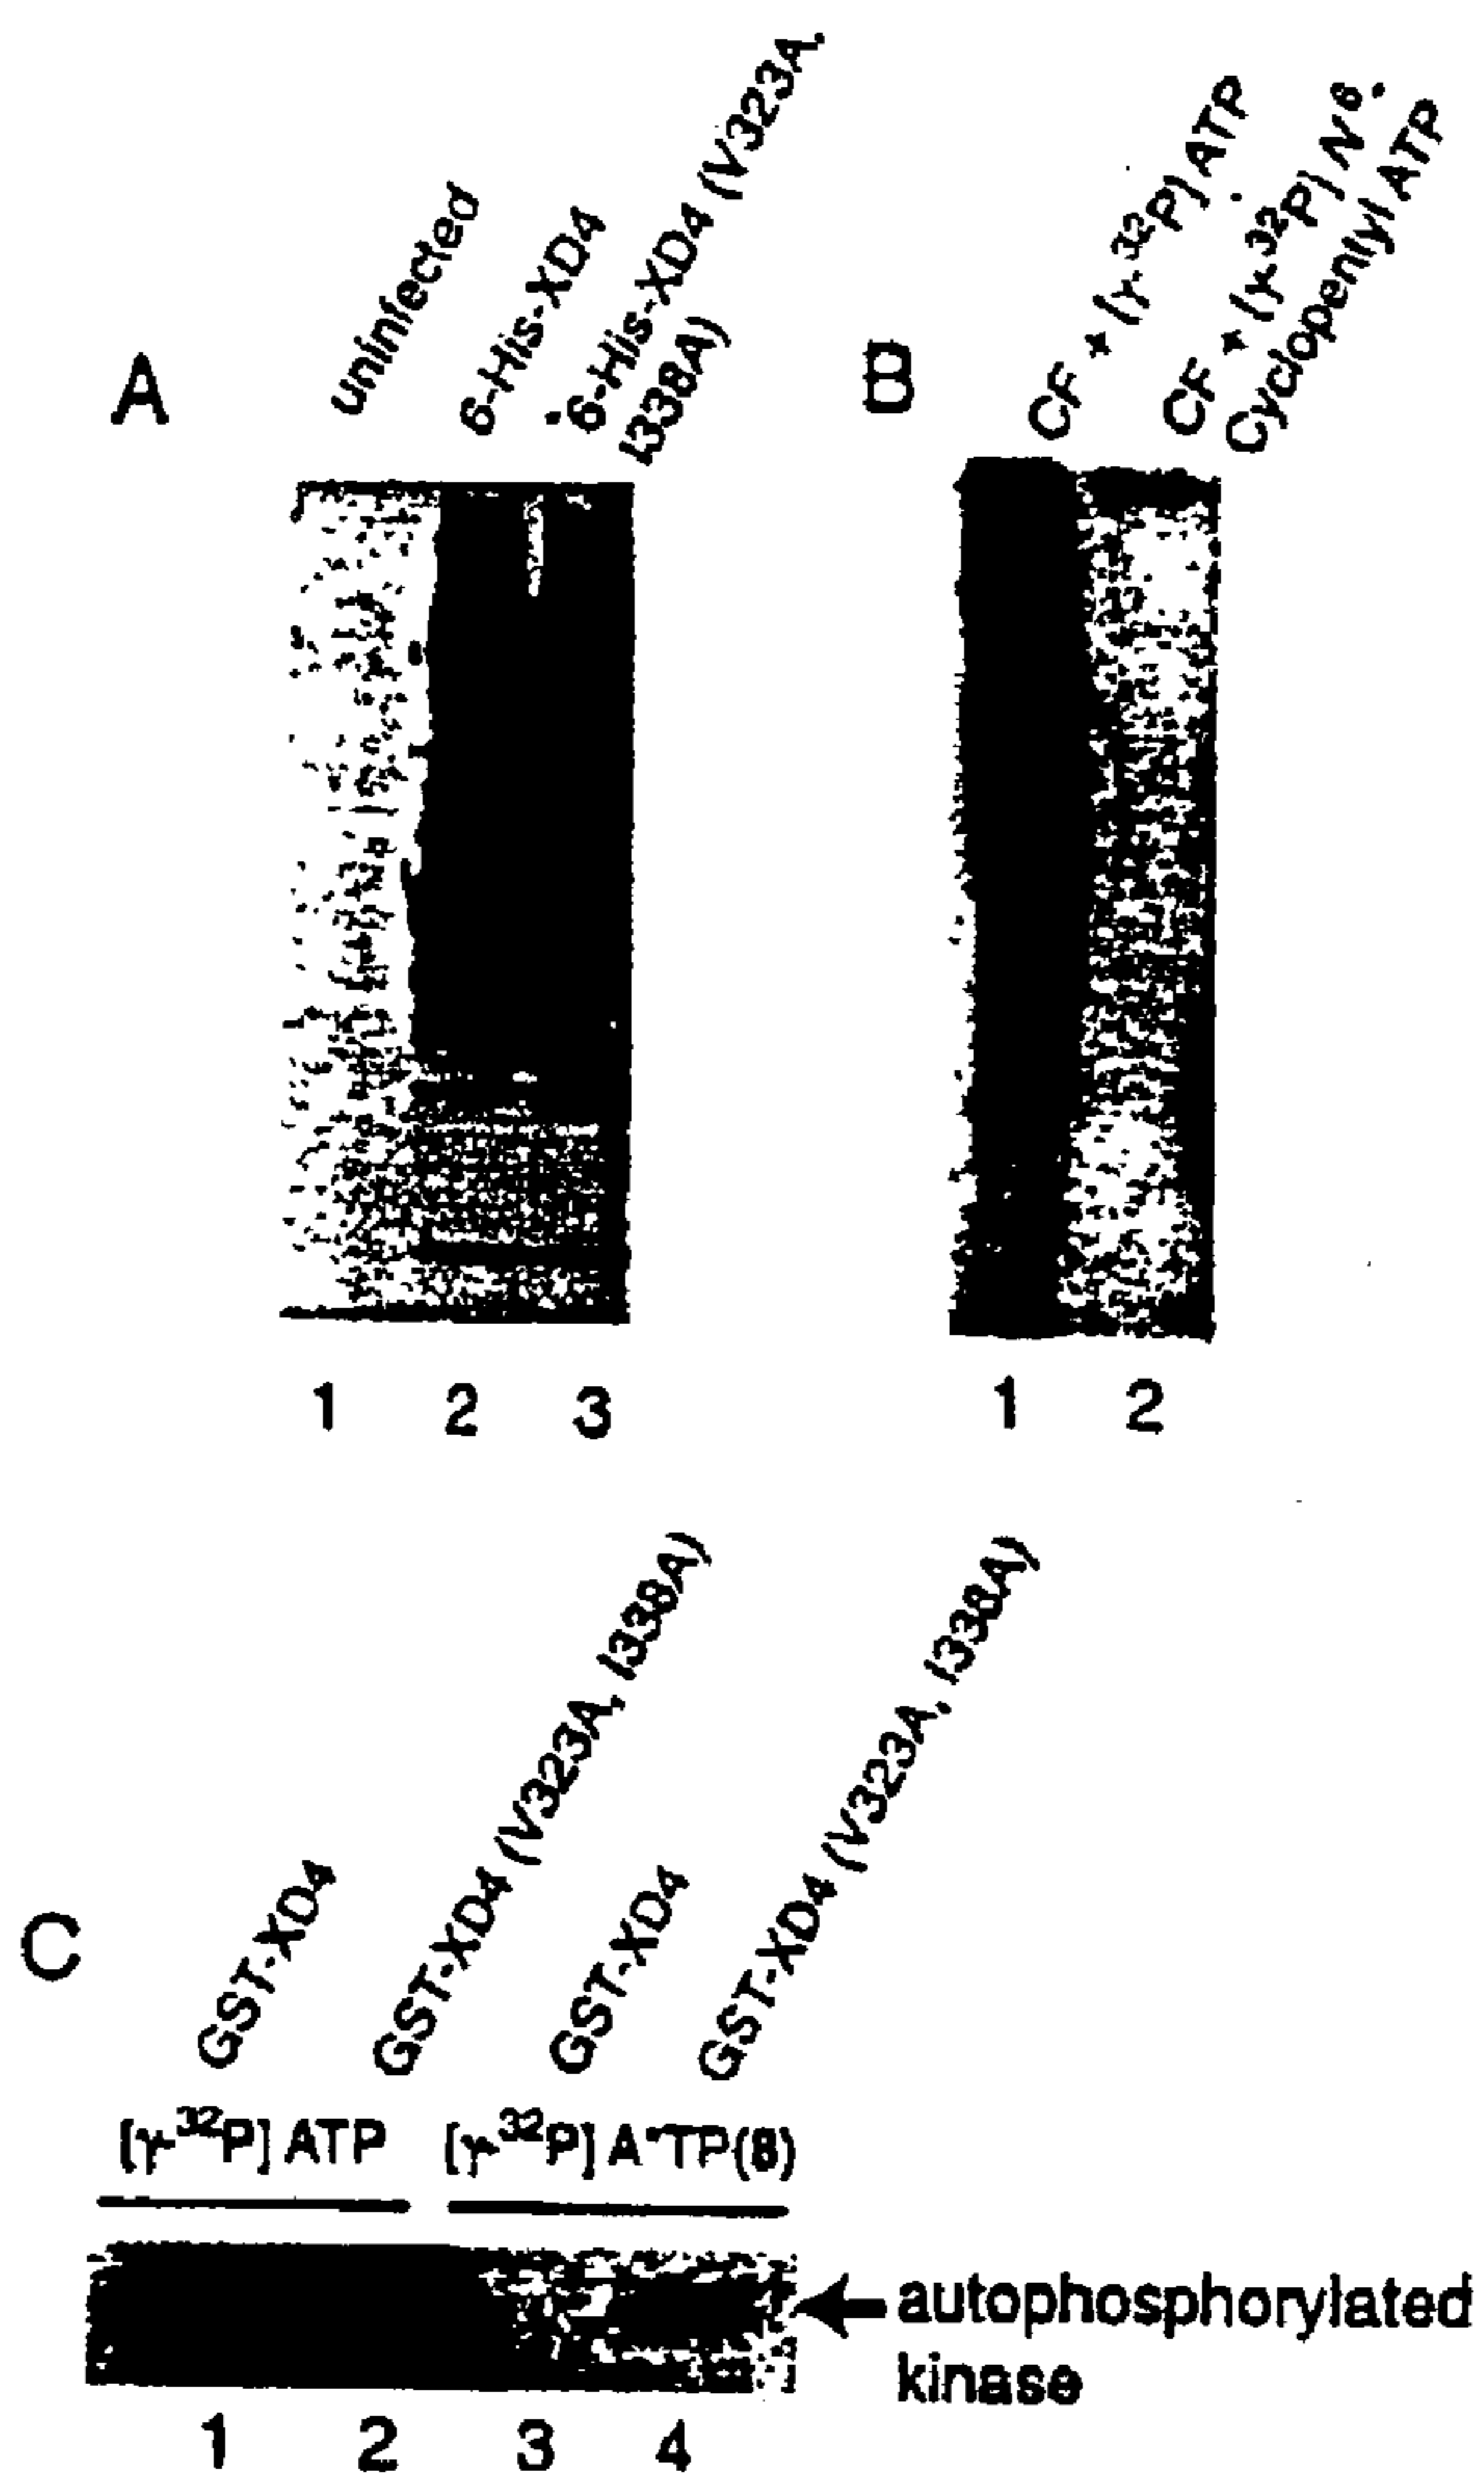 A
uninfected
6-His-XD4
6-His-XD4 (V323A,
I338A)
B
CF + [γ-32P] ATP
CF + [γ-32P] N6-
Cyclopentyl ATP
1 2 3
1 2
C
GST-XD4
GST-XD4 (V323A, I338A)
GST-XD4
GST-XD4 (V323A, I338A)
[γ-32P] ATP
[γ-32P] A*TP(8)
autophosphorylated
kinase
1 2 3 4